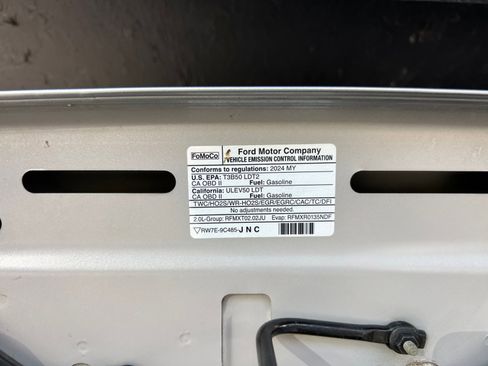 FoMoCo
Ford Motor Company
VEHICLE EMISSION CONTROL INFORMATION
Conforms to regulations: 2024 MY
U.S. EPA: T3B50 LDT2
CA OBD II Fuel: Gasoline
California: ULEV50 LDT
CA OBD II Fuel: Gasoline
TWC/HO2S/WR-HO2S/EGR/EGRC/CAC/TC/DFI
No adjustments needed.
2.0L-Group: RFMXT02.02JU Evap: RFMXR0135NDF
RW7E-9C485-JNC